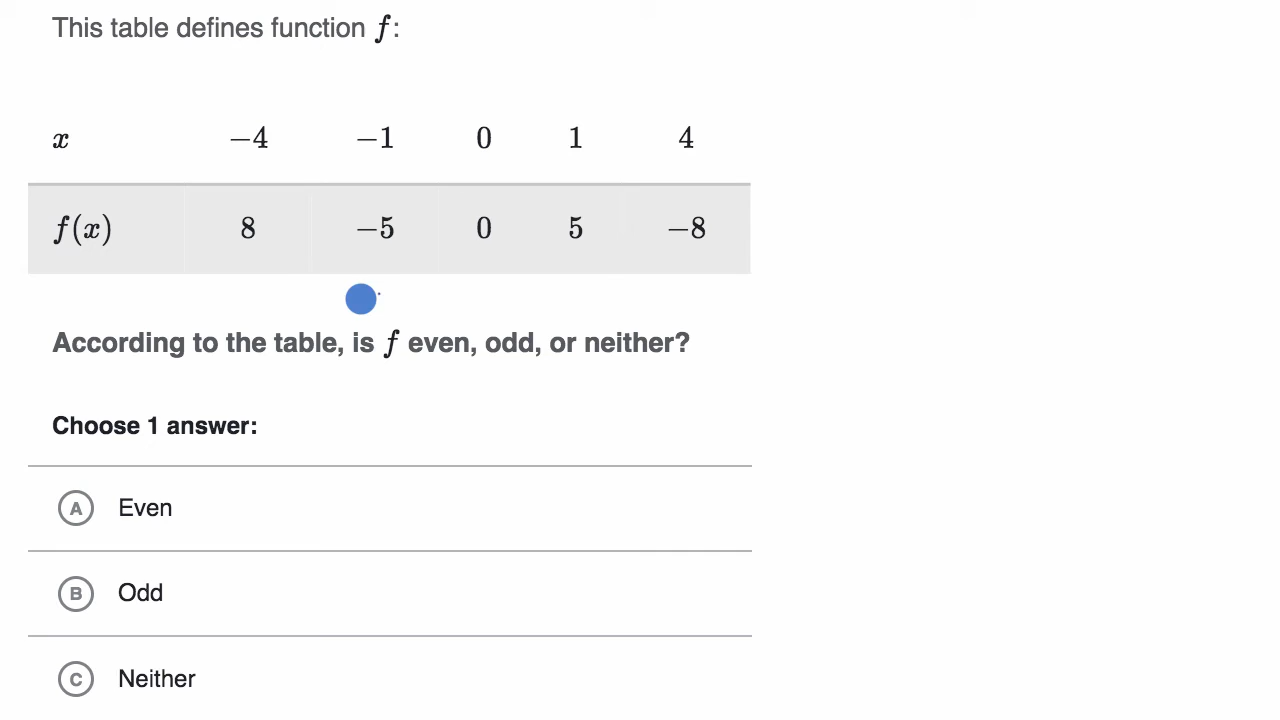 This table defines function f:
x −4 −1 0 1 4
f(x) 8 −5 0 5 −8
According to the table, is f even, odd, or neither?
Choose 1 answer:
A Even
B Odd
C Neither